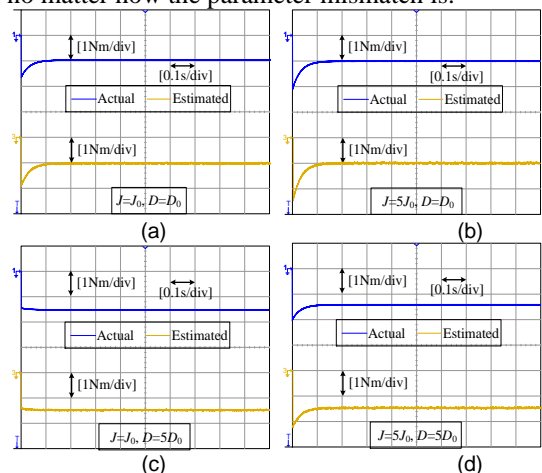 no matter how the parameter mismatch is.
[1Nm/div]
[0.1s/div]
Actual Estimated
[1Nm/div]
J=J0, D=D0
(a)
[1Nm/div]
[0.1s/div]
Actual Estimated
[1Nm/div]
J=5J0, D=D0
(b)
[1Nm/div]
[0.1s/div]
Actual Estimated
[1Nm/div]
J=J0, D=5D0
(c)
[1Nm/div]
[0.1s/div]
Actual Estimated
[1Nm/div]
J=5J0, D=5D0
(d)